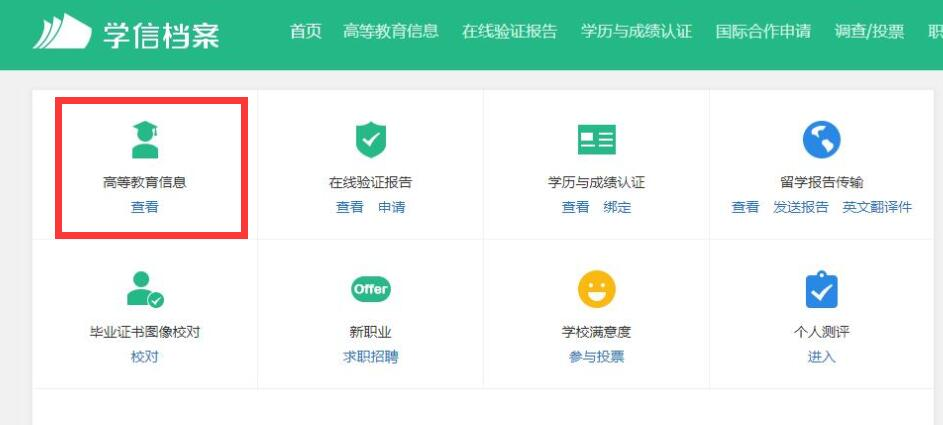 学信档案
首页 高等教育信息 在线验证报告 学历与成绩认证 国际合作申请 调查/投票 职
高等教育信息 在线验证报告 学历与成绩认证 留学报告传输
查看 查看 申请 查看 绑定 查看 发送报告 英文翻译件
Offer
毕业证书图像校对 新职业 学校满意度 个人测评
校对 求职招聘 参与投票 进入